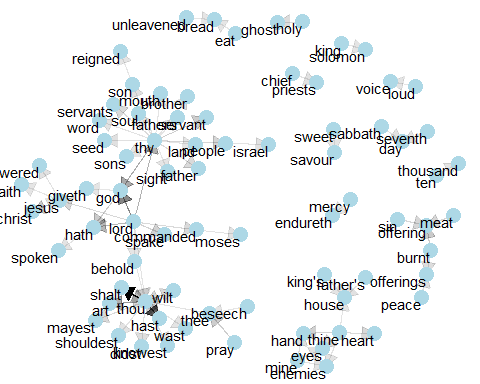 unleavened
bread
eat
ghost
holy
king
solomon
reigned
chief
priests
voice
loud
son
mouth
brother
servants
soul
fathers
servant
word
sweet
sabbath
seventh
day
seed
thy
land
people
israel
savour
sons
father
thousand
ten
sight
giveth
god
jesus
christ
mercy
endureth
lord
hath
commanded
spake
moses
sin
offering
meat
spoken
behold
burnt
king's
father's
offerings
shalt
wilt
house
peace
art
thou
beseech
mayest
hast
thee
shouldest
wast
hand
thine
heart
pray
eyes
mine
enemies